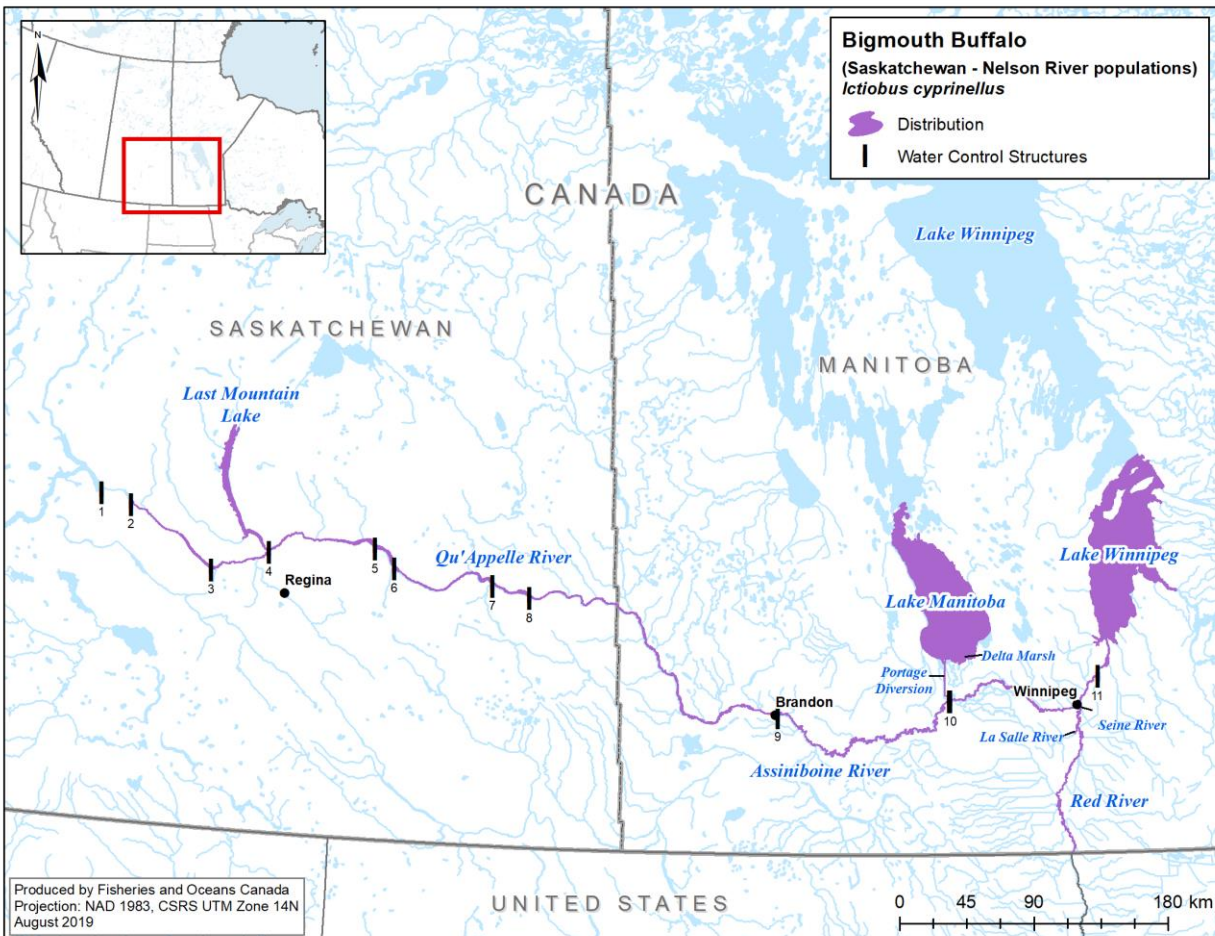 N
Bigmouth Buffalo
(Saskatchewan - Nelson River populations)
Ictiobus cyprinellus
Distribution
Water Control Structures
CANADA
Lake Winnipeg
SASKATCHEWAN
MANITOBA
Last Mountain
Lake
1
2
3
4
5
6
7
8
Regina
Qu'Appelle River
Lake Winnipeg
Lake Manitoba
Delta Marsh
Portage
Diversion
Winnipeg
11
Brandon
9
10
Seine River
La Salle River
Assiniboine River
Red River
Produced by Fisheries and Oceans Canada
Projection: NAD 1983, CSRS UTM Zone 14N
August 2019
UNITED STATES
0 45 90 180 km